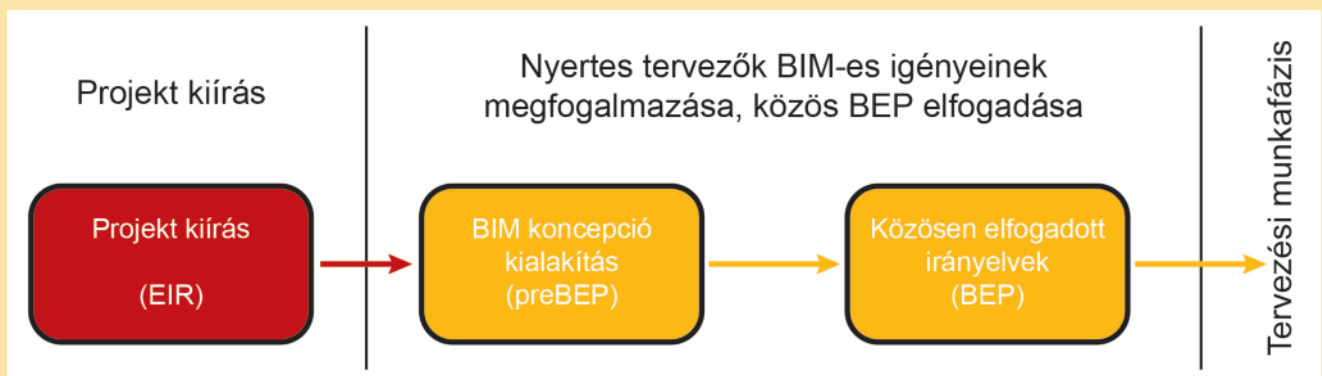 Projekt kiírás
Nyertes tervezők BIM-es igényeinek
megfogalmazása, közös BEP elfogadása
Projekt kiírás
(EIR)
BIM koncepció
kialakítás
(preBEP)
Közösen elfogadott
irányelvek
(BEP)
Tervezési munkafázis